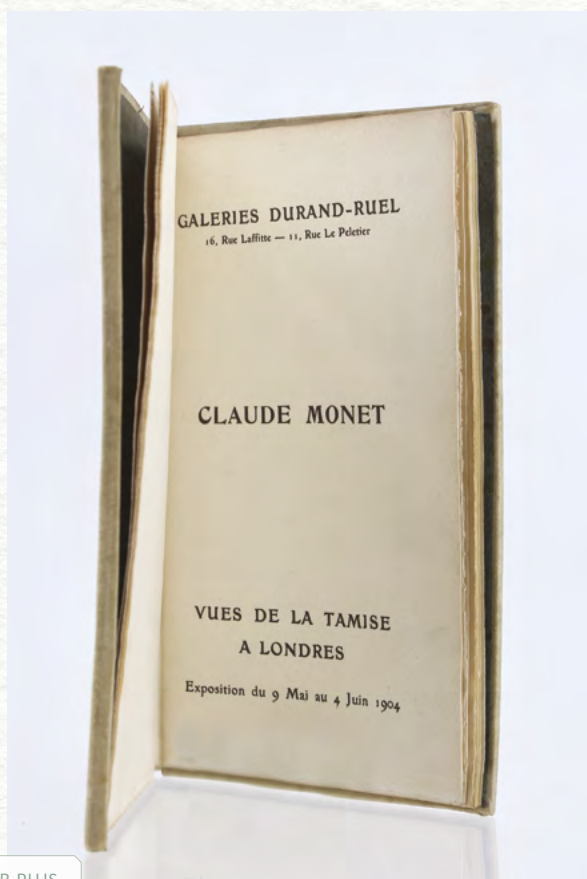 GALERIES DURAND-RUEL
16, Rue Laffitte — 11, Rue Le Peletier
CLAUDE MONET
VUES DE LA TAMISE
A LONDRES
Exposition du 9 Mai au 4 Juin 1904
PLUS